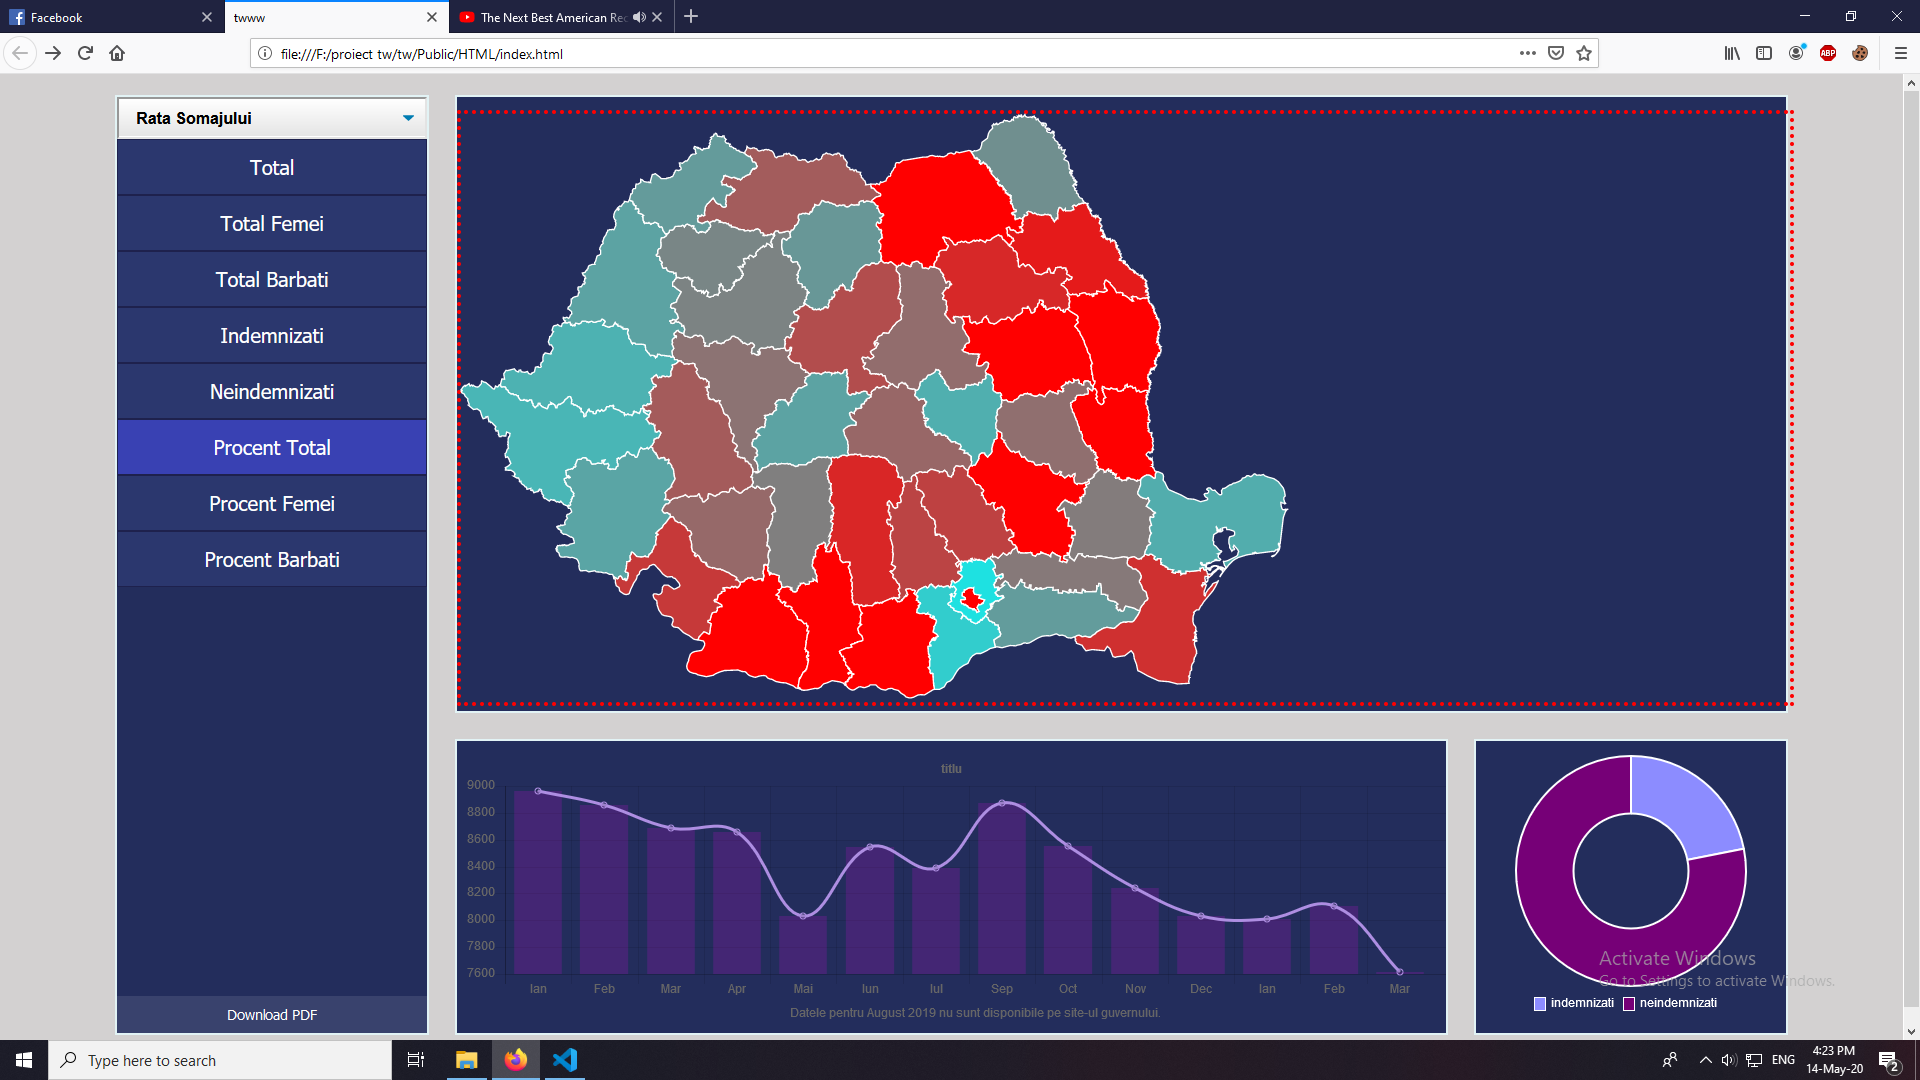 Facebook
twww
The Next Best American Rec
file:///F:/proiect tw/tw/Public/HTML/index.html
ABP
Rata Somajului
Total
Total Femei
Total Barbati
Indemnizati
Neindemnizati
Procent Total
Procent Femei
Procent Barbati
Download PDF
titlu
9000
8800
8600
8400
8200
8000
7800
7600
Ian Feb Mar Apr Mai Iun Iul Sep Oct Nov Dec Ian Feb Mar
Datele pentru August 2019 nu sunt disponibile pe site-ul guvernului.
Activate Windows
Go to Settings to activate Windows.
indemnizati neindemnizati
Type here to search
ENG
4:23 PM
14-May-20
2